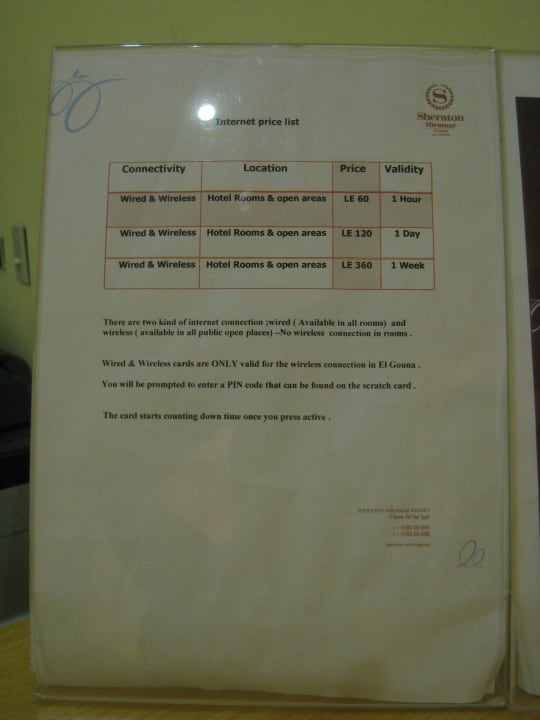 S
Sheraton
Miramar
Internet price list
Connectivity Location Price Validity
Wired & Wireless Hotel Rooms & open areas LE 60 1 Hour
Wired & Wireless Hotel Rooms & open areas LE 120 1 Day
Wired & Wireless Hotel Rooms & open areas LE 360 1 Week
There are two kind of internet connection ;wired ( Available in all rooms) and
wireless ( available in all public open places) –No wireless connection in rooms .
Wired & Wireless cards are ONLY valid for the wireless connection in El Gouna .
You will be prompted to enter a PIN code that can be found on the scratch card .
The card starts counting down time once you press active .
SHERATON MIRAMAR RESORT